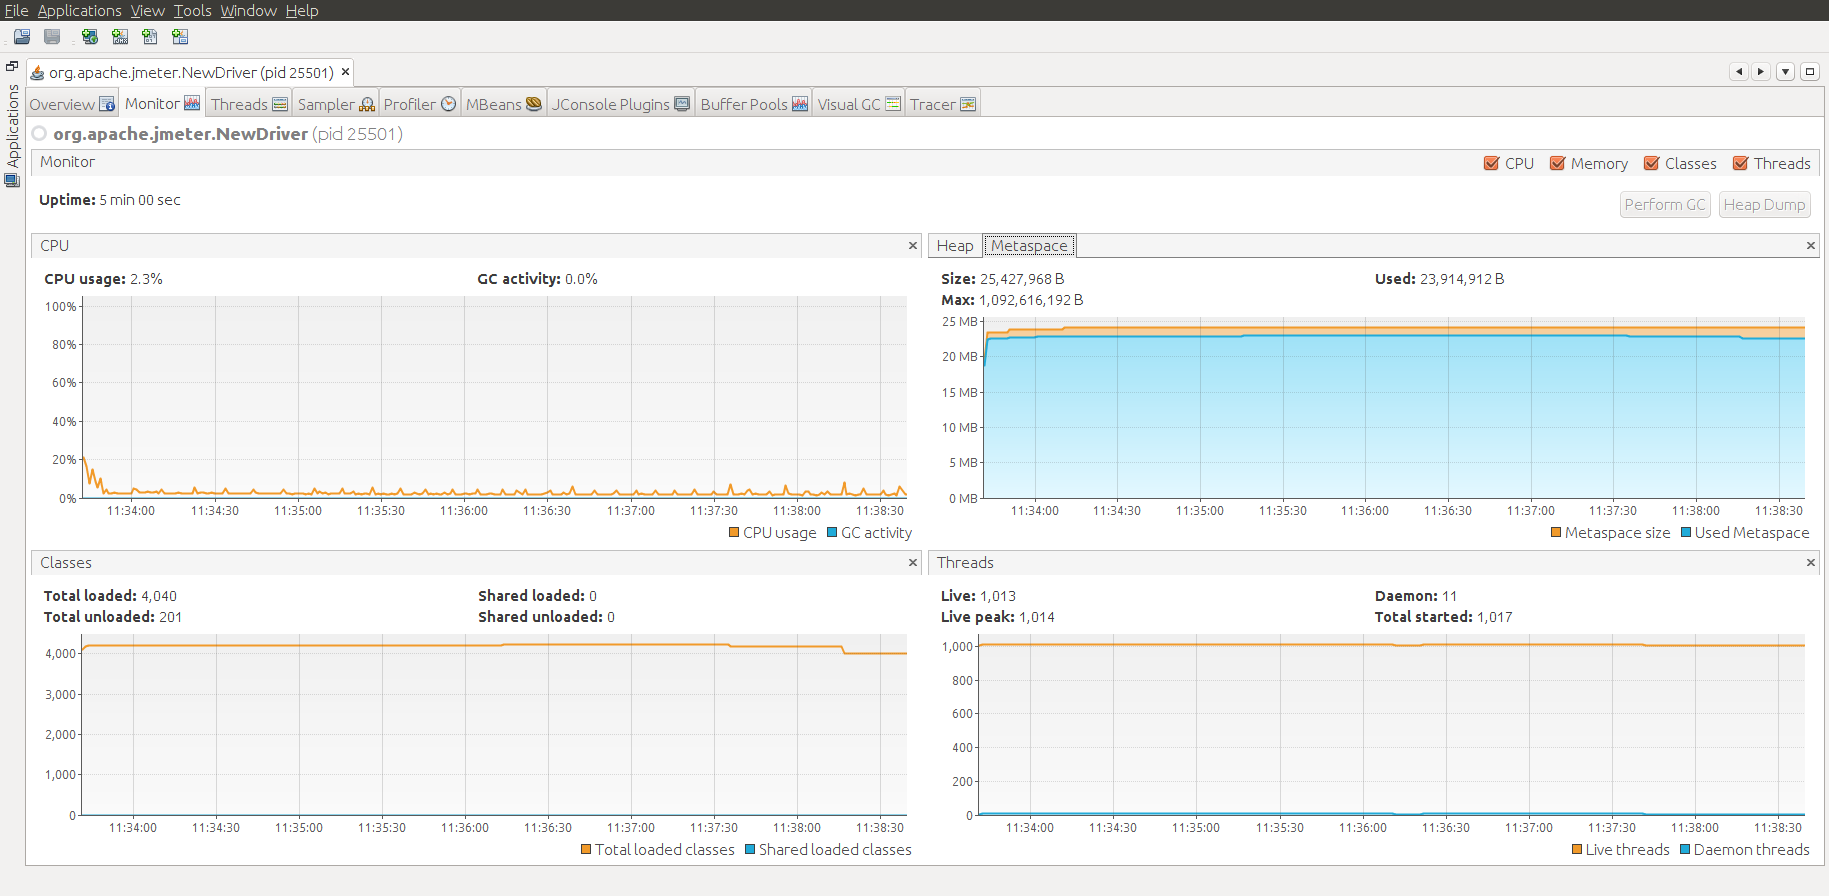 File Applications View Tools Window Help
Applications
org.apache.jmeter.NewDriver (pid 25501)
Overview Monitor Threads Sampler Profiler MBeans JConsole Plugins Buffer Pools Visual GC Tracer
org.apache.jmeter.NewDriver (pid 25501)
Monitor CPU Memory Classes Threads
Uptime: 5 min 00 sec
Perform GC Heap Dump
CPU
CPU usage: 2.3% GC activity: 0.0%
100%
80%
60%
40%
20%
0%
11:34:00 11:34:30 11:35:00 11:35:30 11:36:00 11:36:30 11:37:00 11:37:30 11:38:00 11:38:30
CPU usage GC activity
Heap Metaspace
Size: 25,427,968 B Used: 23,914,912 B
Max: 1,092,616,192 B
25 MB
20 MB
15 MB
10 MB
5 MB
0 MB
11:34:00 11:34:30 11:35:00 11:35:30 11:36:00 11:36:30 11:37:00 11:37:30 11:38:00 11:38:30
Metaspace size Used Metaspace
Classes
Total loaded: 4,040 Shared loaded: 0
Total unloaded: 201 Shared unloaded: 0
4,000
3,000
2,000
1,000
0
11:34:00 11:34:30 11:35:00 11:35:30 11:36:00 11:36:30 11:37:00 11:37:30 11:38:00 11:38:30
Total loaded classes Shared loaded classes
Threads
Live: 1,013 Daemon: 11
Live peak: 1,014 Total started: 1,017
1,000
800
600
400
200
0
11:34:00 11:34:30 11:35:00 11:35:30 11:36:00 11:36:30 11:37:00 11:37:30 11:38:00 11:38:30
Live threads Daemon threads